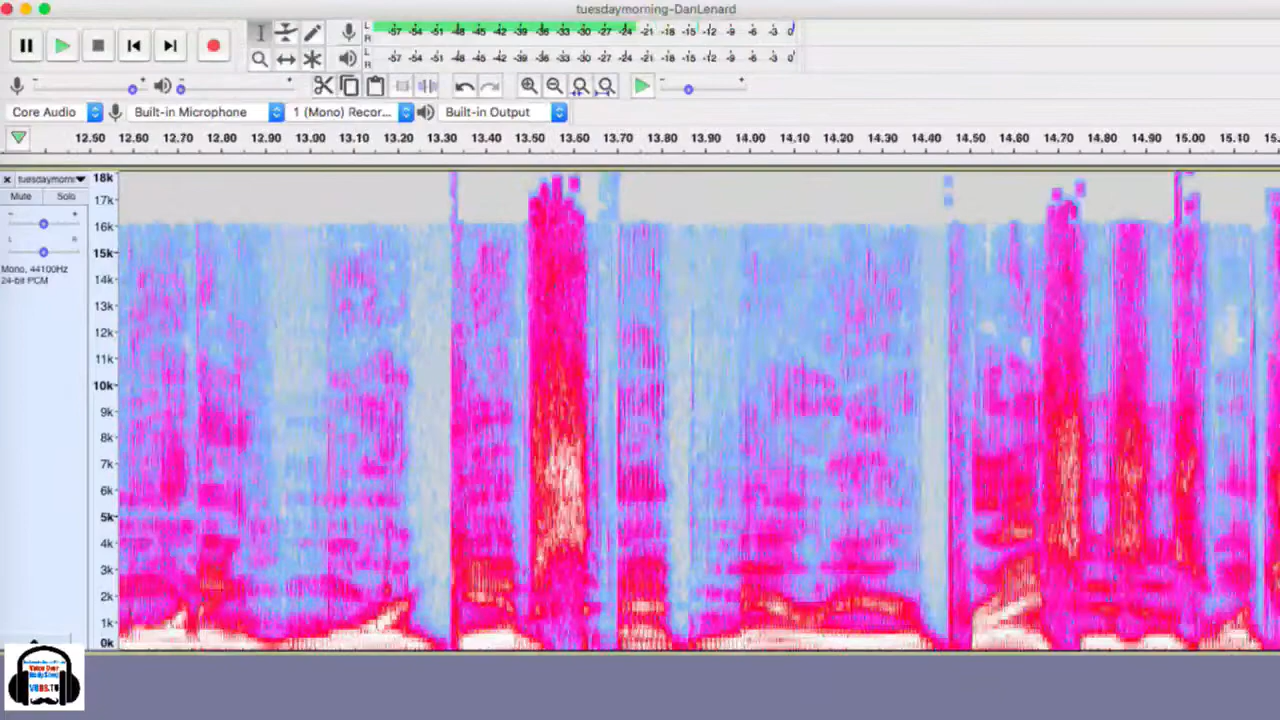 tuesdaymorning-DanLenard
L
R
-57 -54 -51 -48 -45 -42 -39 -36 -33 -30 -27 -24 -21 -18 -15 -12 -9 -6 -3 0
L
R
-57 -54 -51 -48 -45 -42 -39 -36 -33 -30 -27 -24 -21 -18 -15 -12 -9 -6 -3 0
- + - +
- +
Core Audio
Built-in Microphone
1 (Mono) Recor...
Built-in Output
12.50 12.60 12.70 12.80 12.90 13.00 13.10 13.20 13.30 13.40 13.50 13.60 13.70 13.80 13.90 14.00 14.10 14.20 14.30 14.40 14.50 14.60 14.70 14.80 14.90 15.00 15.10
tuesdaymorn
Mute Solo
- +
L R
Mono, 44100Hz
24-bit PCM
18k
17k
16k
15k
14k
13k
12k
11k
10k
9k
8k
7k
6k
5k
4k
3k
2k
1k
0k
Voice Over
Body Shop
VOBS.TV